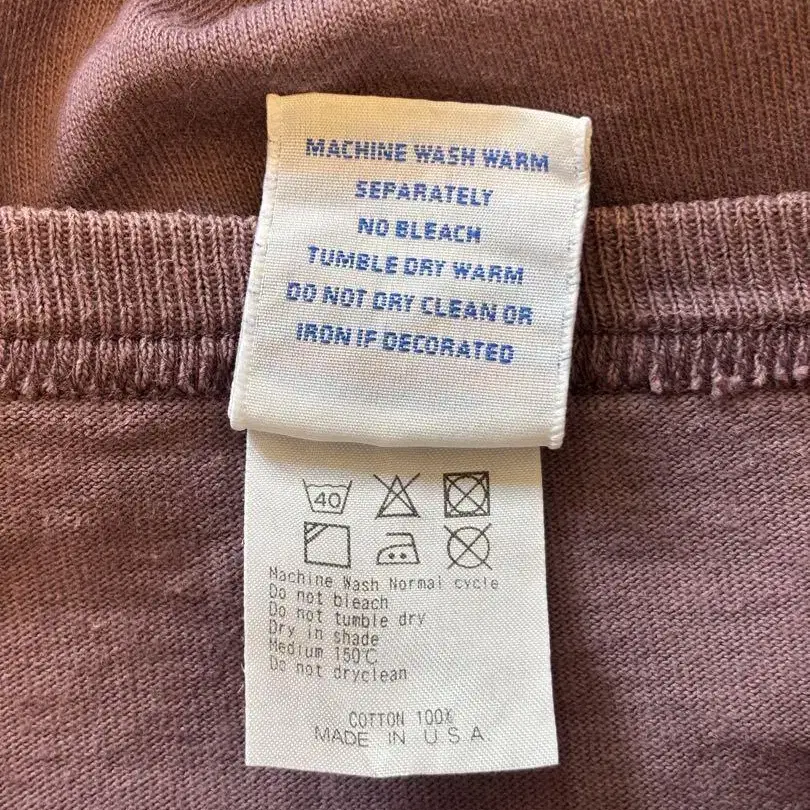 MACHINE WASH WARM
SEPARATELY
NO BLEACH
TUMBLE DRY WARM
DO NOT DRY CLEAN OR
IRON IF DECORATED
40
Machine Wash Normal cycle
Do not bleach
Do not tumble dry
Dry in shade
Medium 150℃
Do not dryclean
COTTON 100%
MADE IN U.S.A.